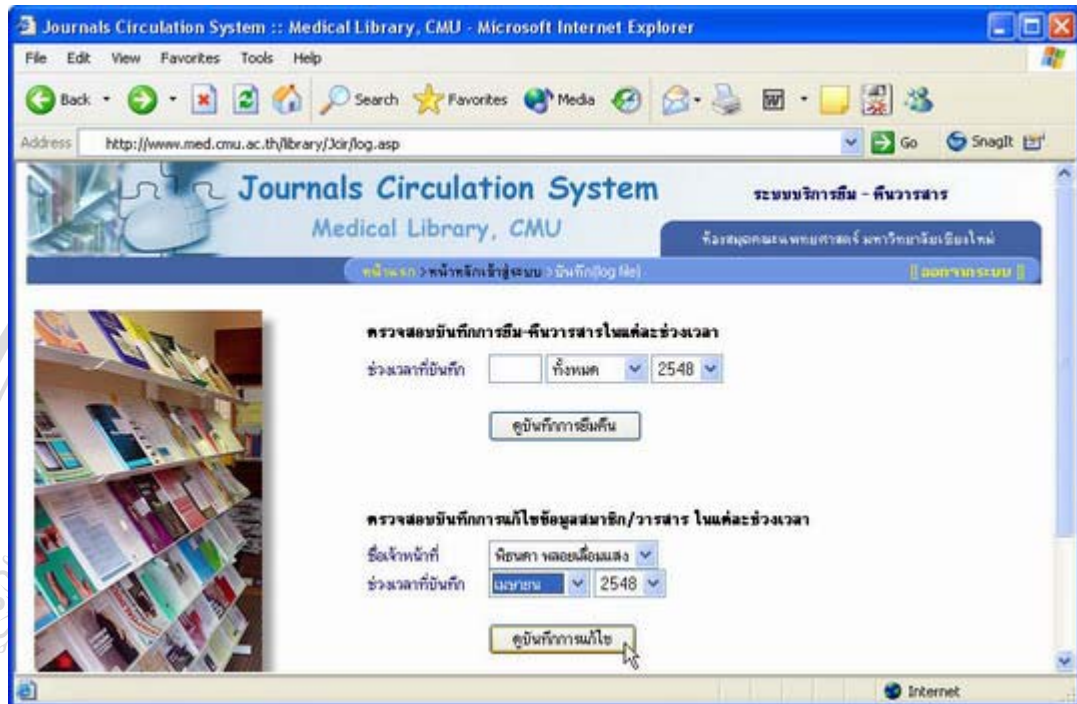 Journals Circulation System :: Medical Library, CMU - Microsoft Internet Explorer
File Edit View Favorites Tools Help
Back Search Favorites Media
Address http://www.med.cmu.ac.th/library/Jcir/log.asp Go SnagIt
Journals Circulation System
ระบบบริการยืม - คืนวารสาร
Medical Library, CMU
ห้องสมุดคณะแพทยศาสตร์ มหาวิทยาลัยเชียงใหม่
หน้าแรก > หน้าหลักเข้าสู่ระบบ > บันทึก(log file) || ออกจากระบบ ||
ตรวจสอบบันทึกการยืม-คืนวารสารในแต่ละช่วงเวลา
ช่วงเวลาที่บันทึก ทั้งหมด 2548
ดูบันทึกการยืมคืน
ตรวจสอบบันทึกการแก้ไขข้อมูลสมาชิก/วารสาร ในแต่ละช่วงเวลา
ชื่อเจ้าหน้าที่ พลอยเลื่อมแสง
ช่วงเวลาที่บันทึก เมษายน 2548
ดูบันทึกการแก้ไข
Internet